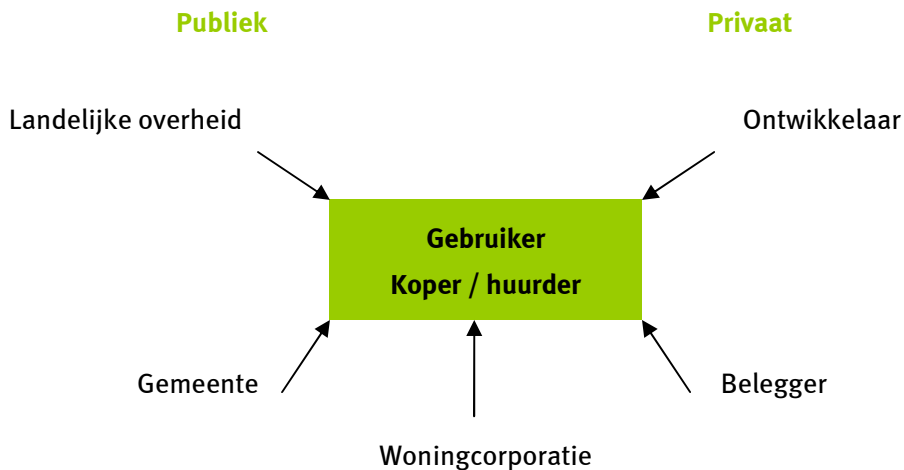 Publiek
Privaat
Landelijke overheid
Ontwikkelaar
Gebruiker
Koper / huurder
Gemeente
Belegger
Woningcorporatie